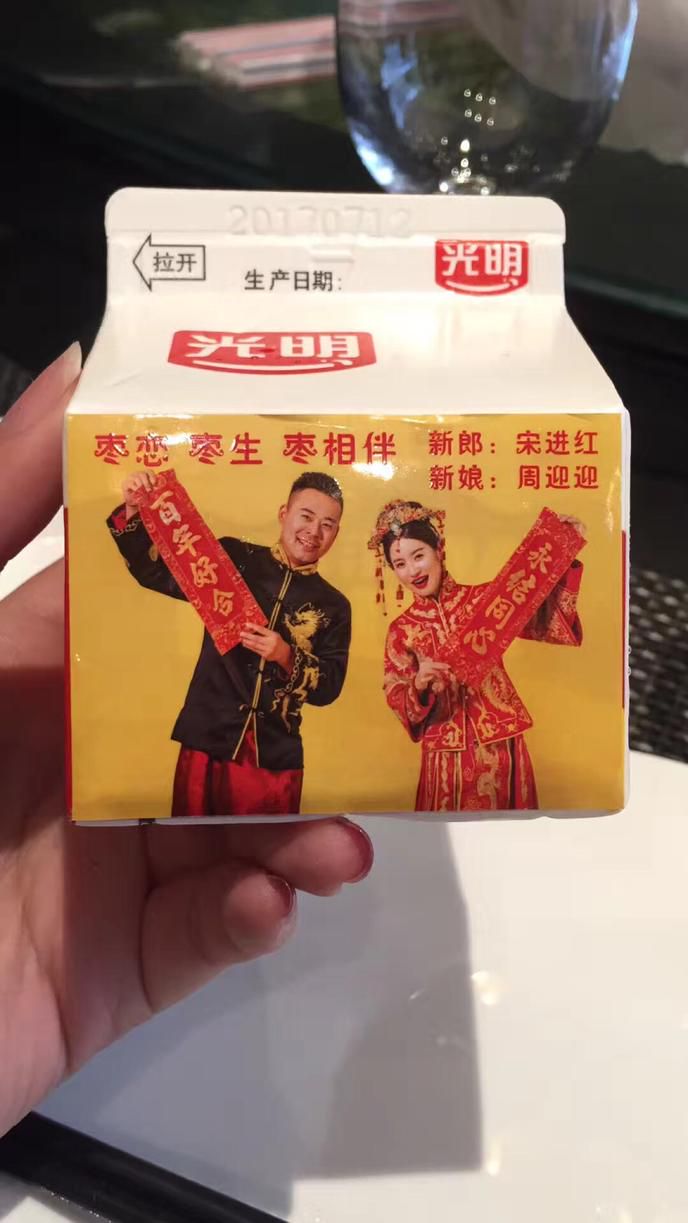 20170712
拉开
生产日期:
光明
光明
枣恋 枣生 枣相伴
新郎：宋进红
新娘：周迎迎
百年好合
永结同心